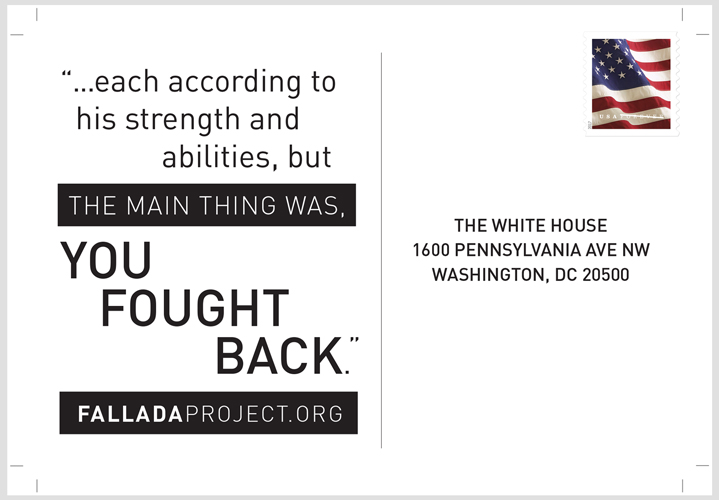 “...each according to
his strength and
abilities, but
THE MAIN THING WAS,
YOU
FOUGHT
BACK.”
FALLADAPROJECT.ORG
THE WHITE HOUSE
1600 PENNSYLVANIA AVE NW
WASHINGTON, DC 20500